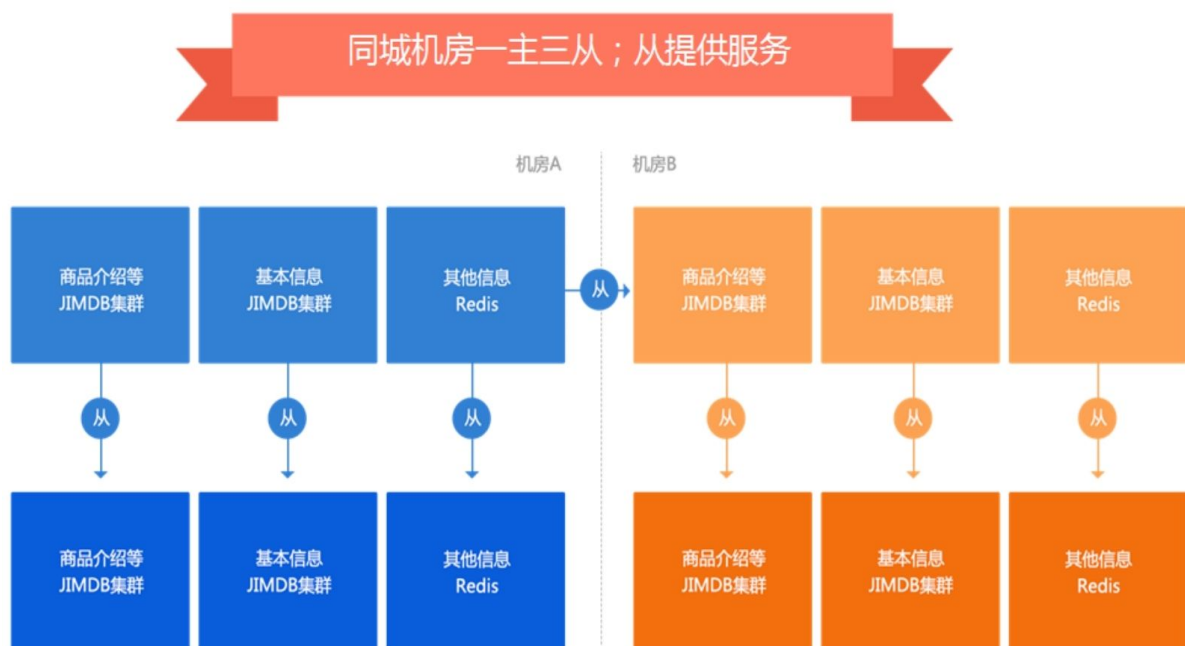 同城机房一主三从；从提供服务
机房A
机房B
商品介绍等
JIMDB集群
基本信息
JIMDB集群
其他信息
Redis
从
商品介绍等
JIMDB集群
基本信息
JIMDB集群
其他信息
Redis
从
从
从
从
从
从
商品介绍等
JIMDB集群
基本信息
JIMDB集群
其他信息
Redis
商品介绍等
JIMDB集群
基本信息
JIMDB集群
其他信息
Redis